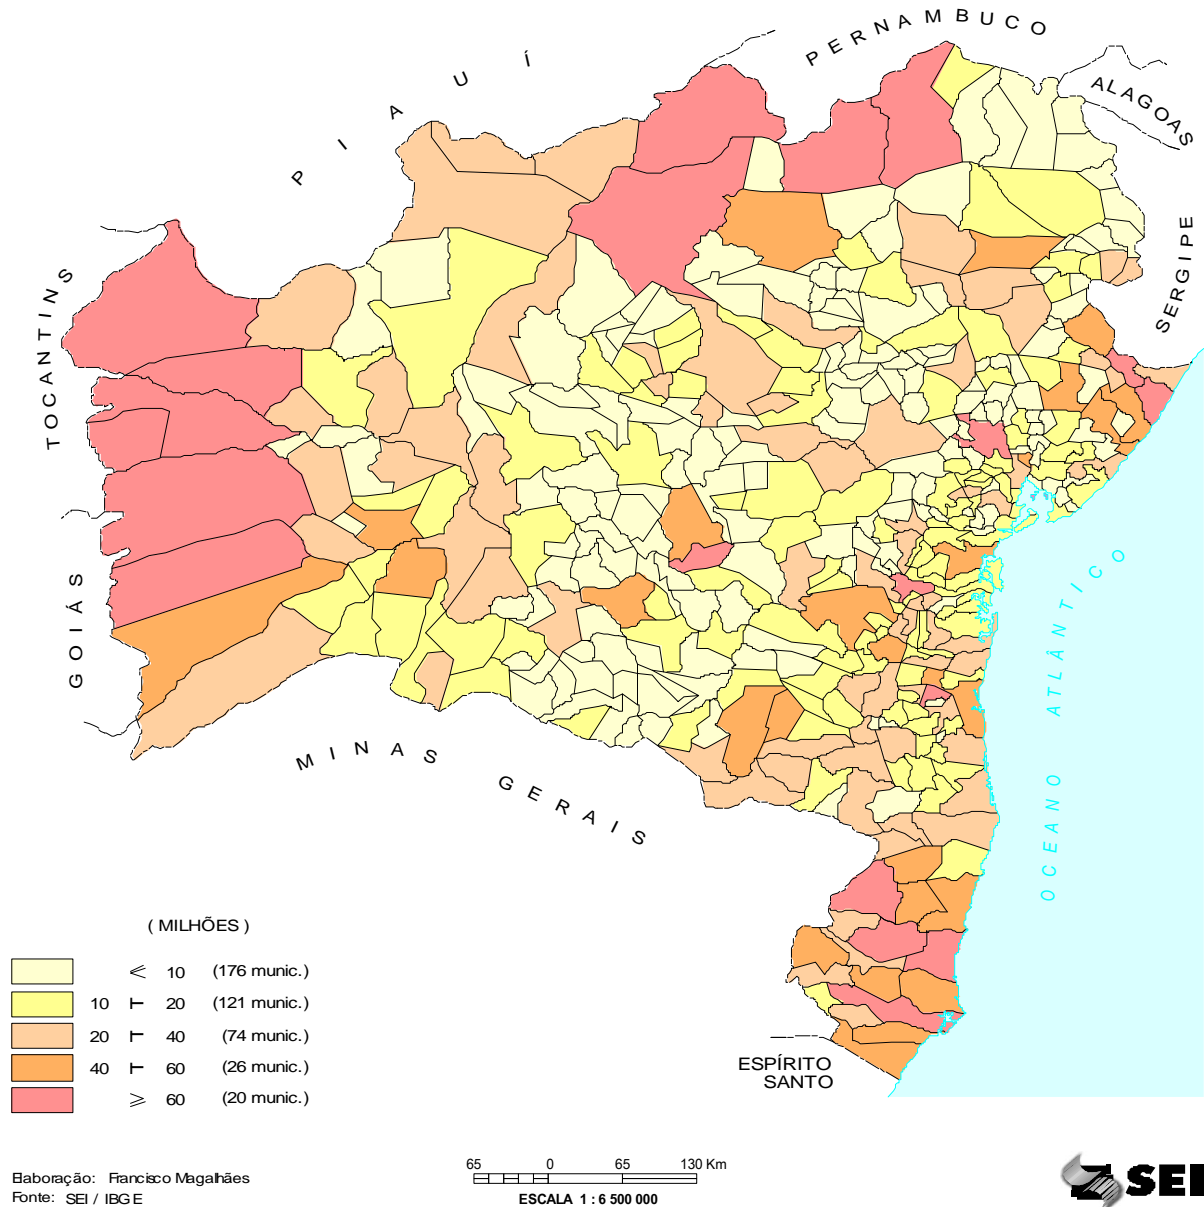 PERNAMBUCO
PIAUÍ
ALAGOAS
SERGIPE
TOCANTINS
GOIÁS
OCEANO ATLÂNTICO
MINAS GERAIS
ESPÍRITO
SANTO
( MILHÕES )
≤ 10 (176 munic.)
10 ⊢ 20 (121 munic.)
20 ⊢ 40 (74 munic.)
40 ⊢ 60 (26 munic.)
≥ 60 (20 munic.)
Elaboração: Francisco Magalhães
Fonte: SEI / IBGE
65 0 65 130 Km
ESCALA 1 : 6 500 000
SEI